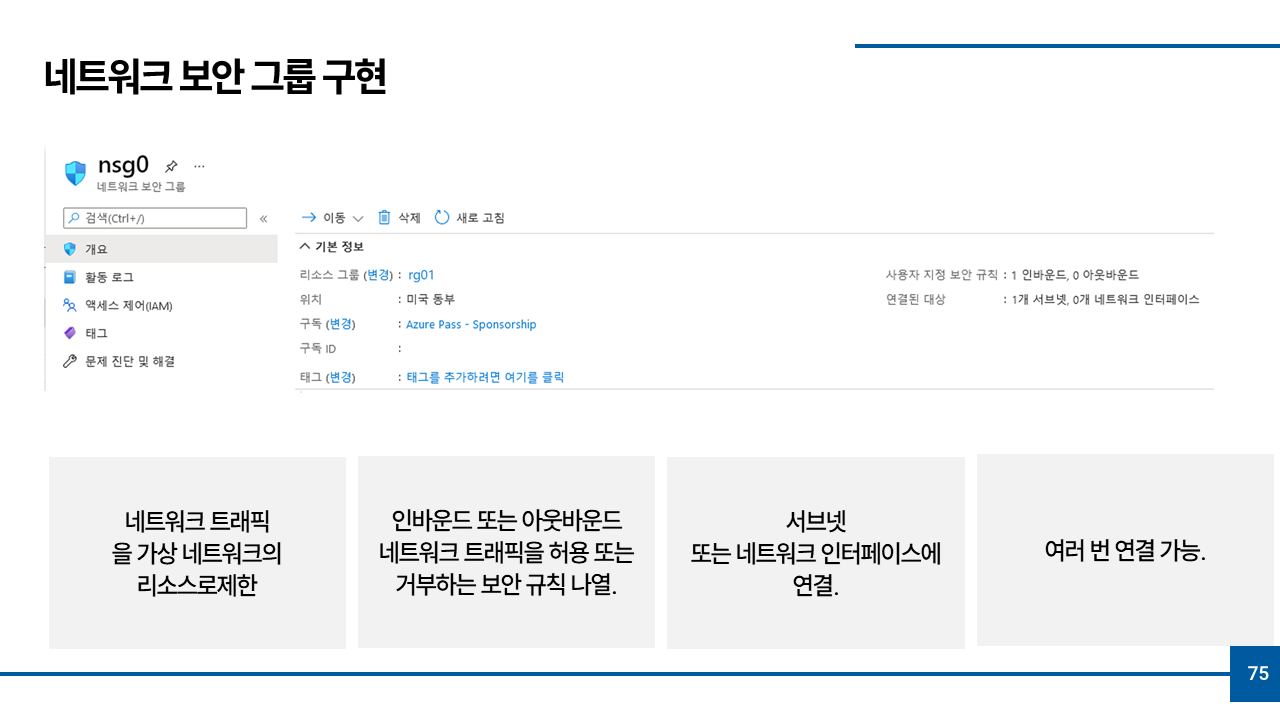 네트워크 보안 그룹 구현
nsg0
네트워크 보안 그룹
검색(Ctrl+/)
개요
활동 로그
액세스 제어(IAM)
태그
문제 진단 및 해결
이동 삭제 새로 고침
기본 정보
리소스 그룹 (변경) : rg01
위치 : 미국 동부
구독 (변경) : Azure Pass - Sponsorship
구독 ID :
태그 (변경) : 태그를 추가하려면 여기를 클릭
사용자 지정 보안 규칙 : 1 인바운드, 0 아웃바운드
연결된 대상 : 1개 서브넷, 0개 네트워크 인터페이스
네트워크 트래픽
을 가상 네트워크의
리소스로제한
인바운드 또는 아웃바운드
네트워크 트래픽을 허용 또는
거부하는 보안 규칙 나열.
서브넷
또는 네트워크 인터페이스에
연결.
여러 번 연결 가능.
75